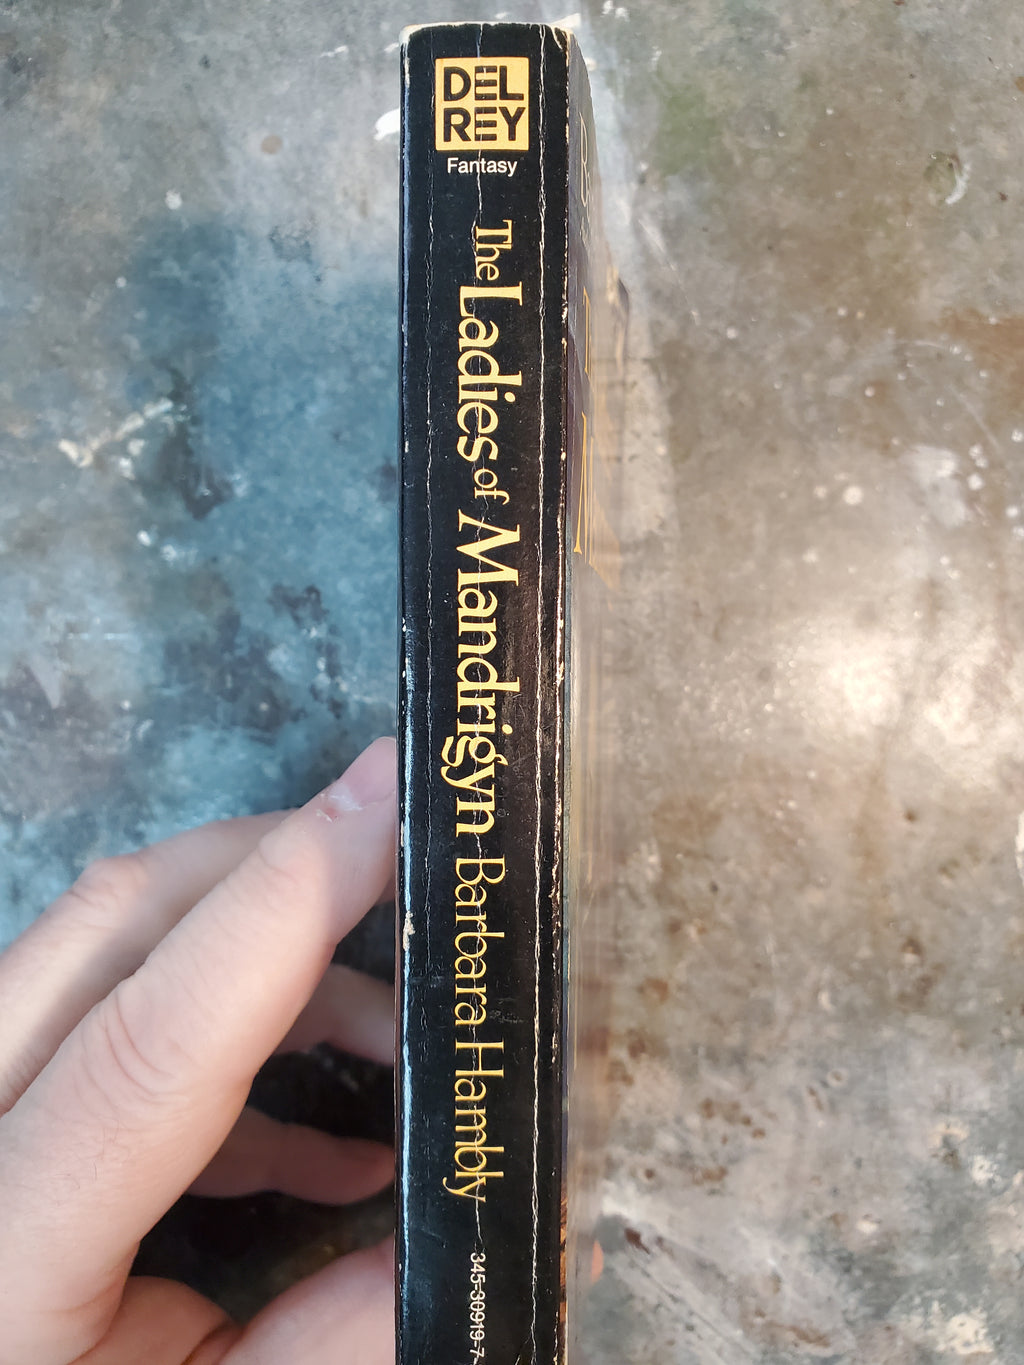 DEL
REY
Fantasy
The Ladies of Mandrigyn Barbara Hambly
345-30919-7-